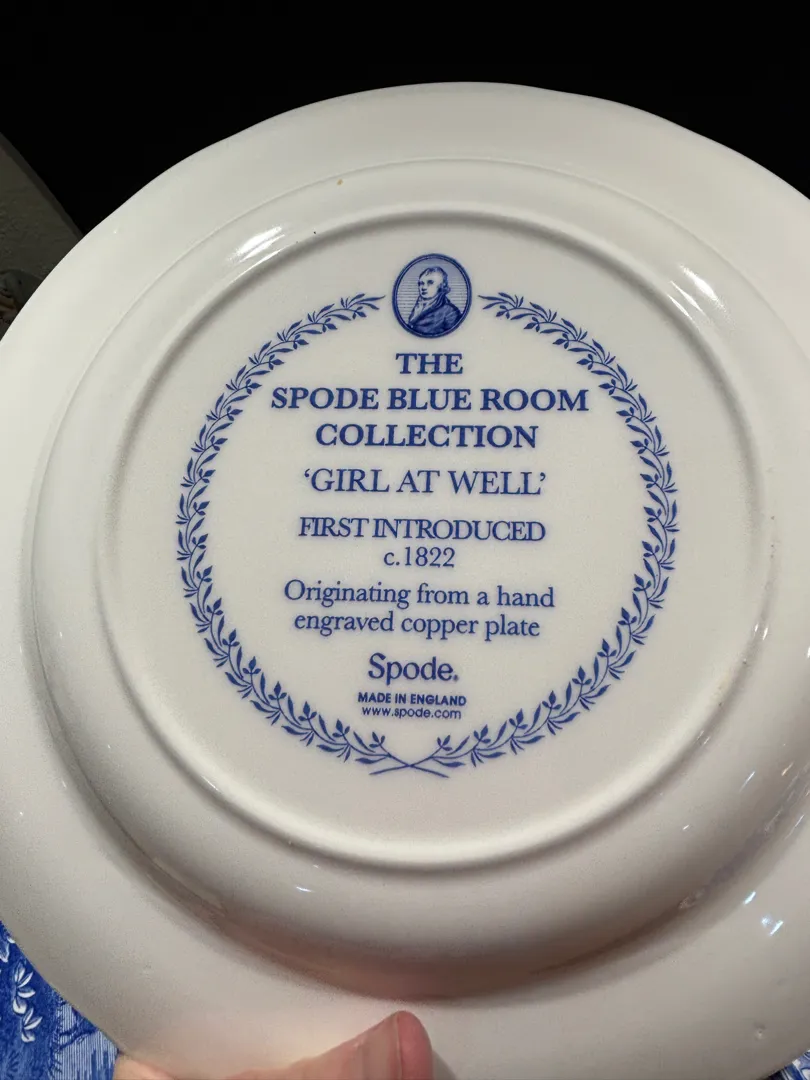 THE
SPODE BLUE ROOM
COLLECTION
‘GIRL AT WELL’
FIRST INTRODUCED
c.1822
Originating from a hand
engraved copper plate
Spode.
MADE IN ENGLAND
www.spode.com